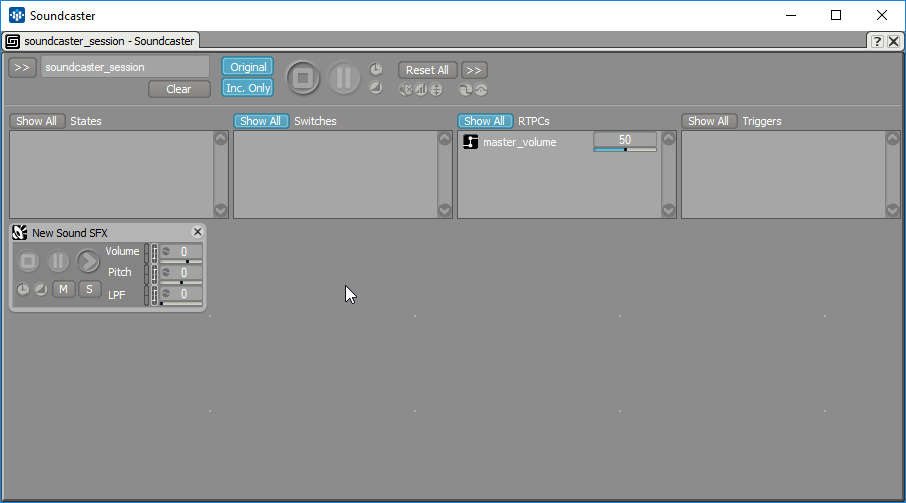 Soundcaster
soundcaster_session - Soundcaster
?
>> soundcaster_session Original
Reset All >>
Clear Inc. Only
Show All States Show All Switches Show All RTPCs Show All Triggers
master_volume 50
New Sound SFX
Volume 0
Pitch 0
M S LPF 0